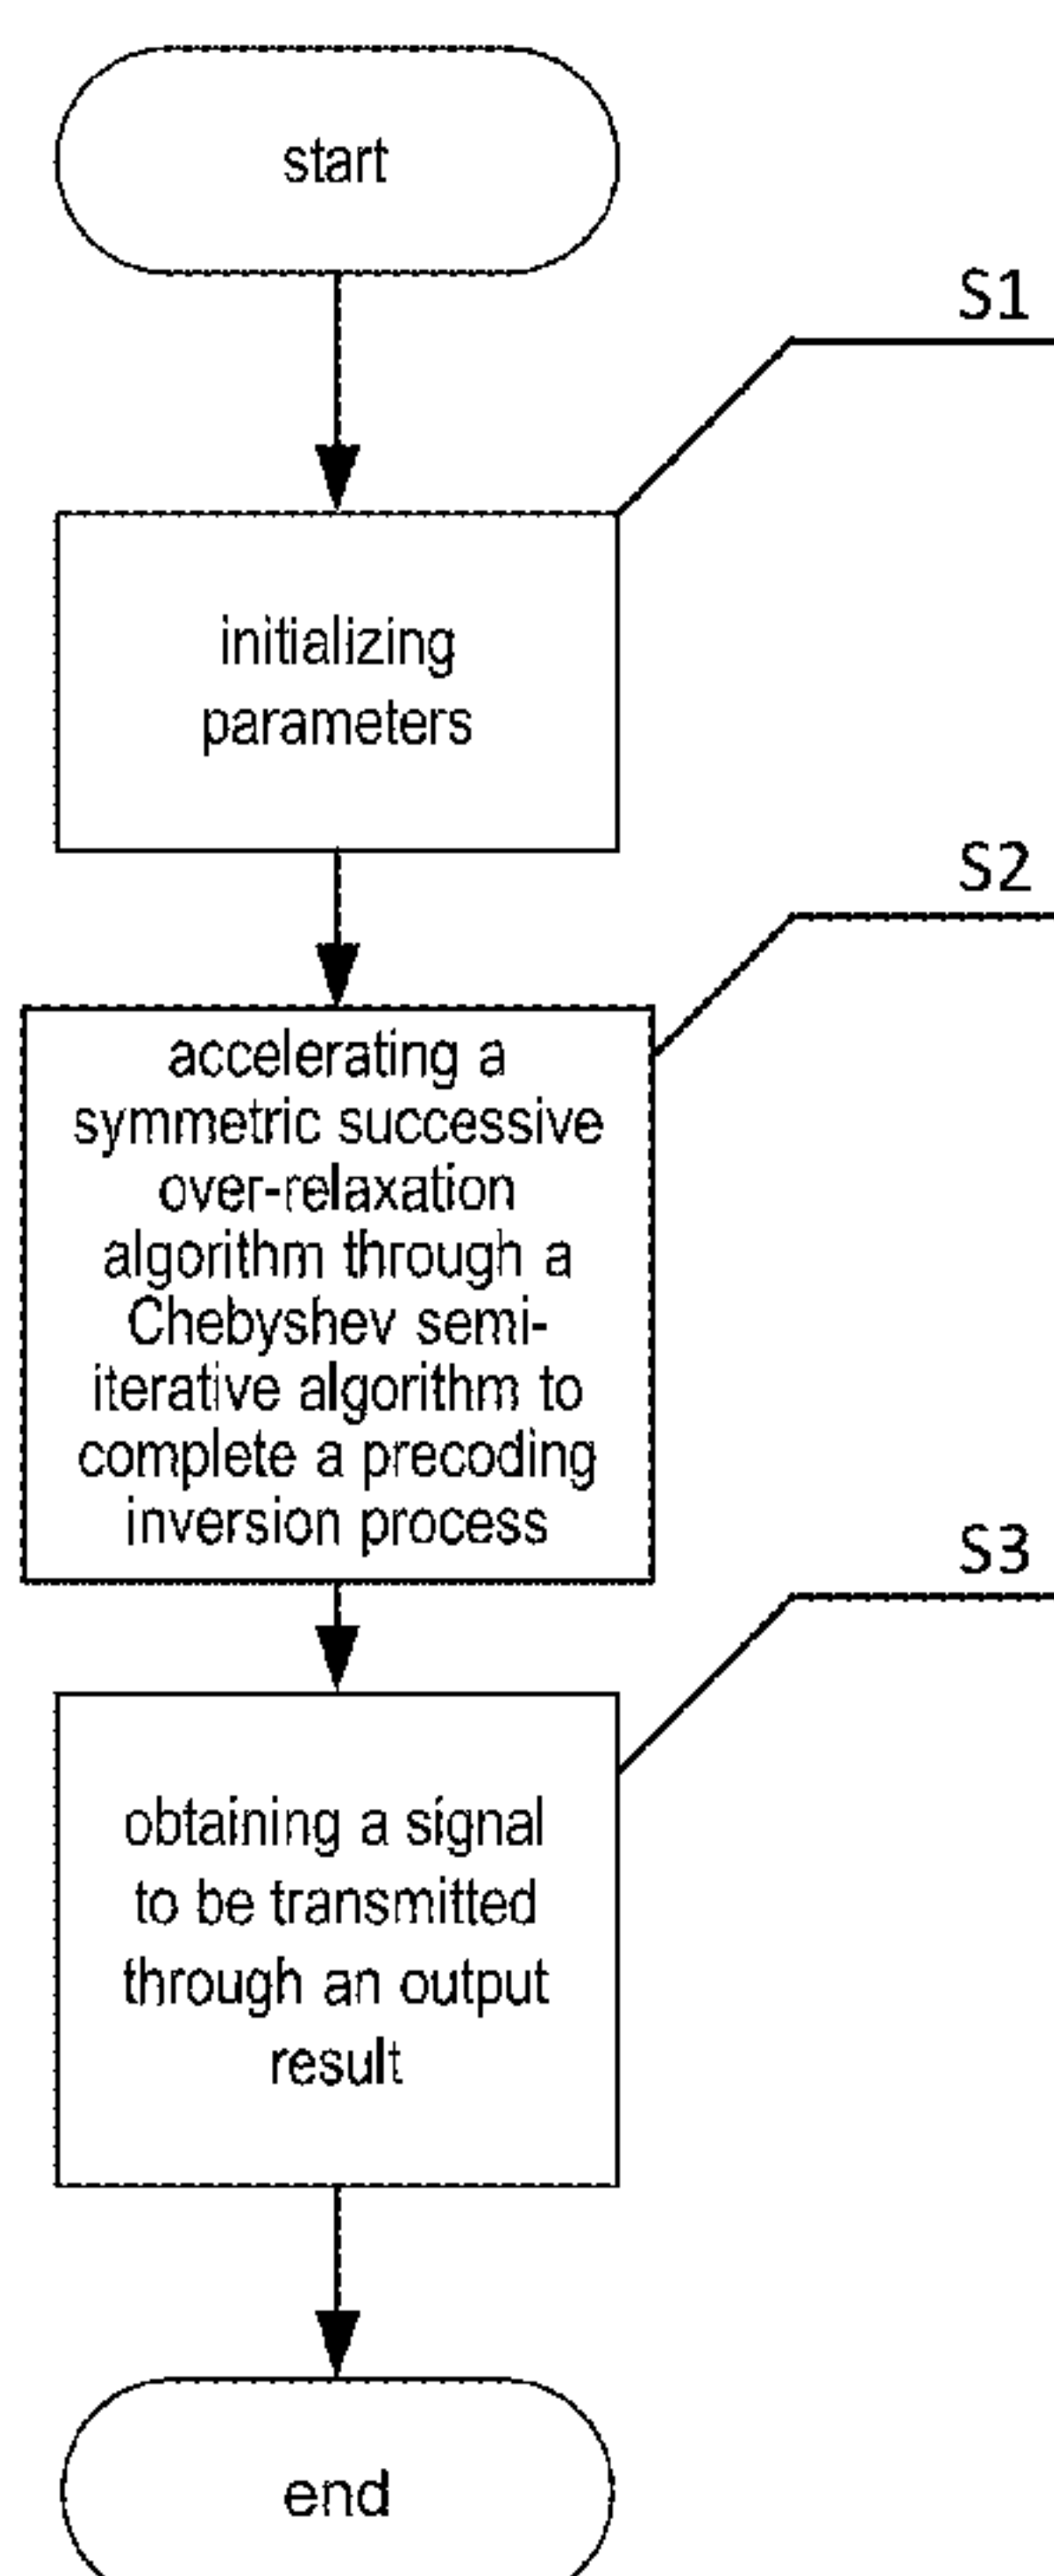 start
S1
initializing
parameters
S2
accelerating a
symmetric successive
over-relaxation
algorithm through a
Chebyshev semi-
iterative algorithm to
complete a precoding
inversion process
S3
obtaining a signal
to be transmitted
through an output
result
end